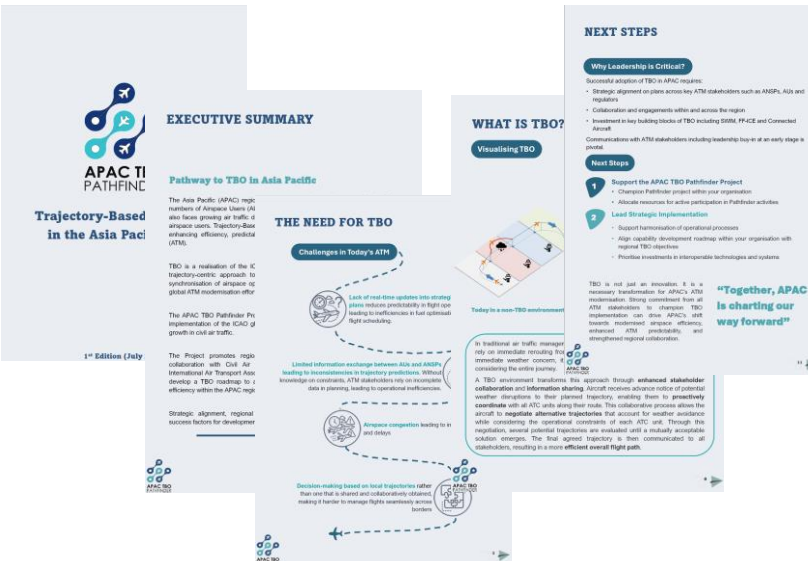 APAC TB
PATHFIND
Trajectory-Based
in the Asia Paci
1st Edition (July
EXECUTIVE SUMMARY
Pathway to TBO in Asia Pacific
The Asia Pacific (APAC) regi
numbers of Airspace Users (A
also faces growing air traffic d
airspace users. Trajectory-Base
enhancing efficiency, predictal
(ATM).
TBO is a realisation of the IC
trajectory-centric approach to
synchronisation of airspace op
global ATM modernisation effor
The APAC TBO Pathfinder Pro
implementation of the ICAO gl
growth in civil air traffic.
The Project promotes regio
collaboration with Civil Air
International Air Transport Ass
develop a TBO roadmap to
efficiency within the APAC regi
Strategic alignment, regional
success factors for developmer
APAC TBO
PATHFINDER
THE NEED FOR TBO
Challenges in Today's ATM
Lack of real-time updates into strateg
plans reduces predictability in flight ope
leading to inefficiencies in fuel optimisati
flight scheduling.
Limited information exchange between AUs and ANSPs
leading to inconsistencies in trajectory predictions. Without
knowledge on constraints, ATM stakeholders rely on incomplete
data in planning, leading to operational inefficiencies.
Airspace congestion leading to in
and delays
Decision-making based on local trajectories rather
than one that is shared and collaboratively obtained,
making it harder to manage flights seamlessly across
borders
APAC TBO
WHAT IS TBO?
Visualising TBO
Today in a non-TBO environment
In traditional air traffic manager
rely on immediate rerouting fro
immediate weather concern, it
considering the entire journey.
A TBO environment transforms this approach through enhanced stakeholder
collaboration and information sharing. Aircraft receives advance notice of potential
weather disruptions to their planned trajectory, enabling them to proactively
coordinate with all ATC units along their route. This collaborative process allows the
aircraft to negotiate alternative trajectories that account for weather avoidance
while considering the operational constraints of each ATC unit. Through this
negotiation, several potential trajectories are evaluated until a mutually acceptable
solution emerges. The final agreed trajectory is then communicated to all
stakeholders, resulting in a more efficient overall flight path.
APAC TBO
PATHFINDER
NEXT STEPS
Why Leadership is Critical?
Successful adoption of TBO in APAC requires:
• Strategic alignment on plans across key ATM stakeholders such as ANSPs, AUs and
regulators
• Collaboration and engagements within and across the region
• Investment in key building blocks of TBO including SWIM, FF-ICE and Connected
Aircraft
Communications with ATM stakeholders including leadership buy-in at an early stage is
pivotal.
Next Steps
1
Support the APAC TBO Pathfinder Project
• Champion Pathfinder project within your organisation
• Allocate resources for active participation in Pathfinder activities
2
Lead Strategic Implementation
• Support harmonisation of operational processes
• Align capability development roadmap within your organisation with
regional TBO objectives
• Prioritise investments in interoperable technologies and systems
TBO is not just an innovation. It is a
necessary transformation for APAC's ATM
modernisation. Strong commitment from all
ATM stakeholders to champion TBO
implementation can drive APAC's shift
towards modernised airspace efficiency,
enhanced ATM predictability, and
strengthened regional collaboration.
“Together, APAC
is charting our
way forward”
APAC TBO
PATHFINDER